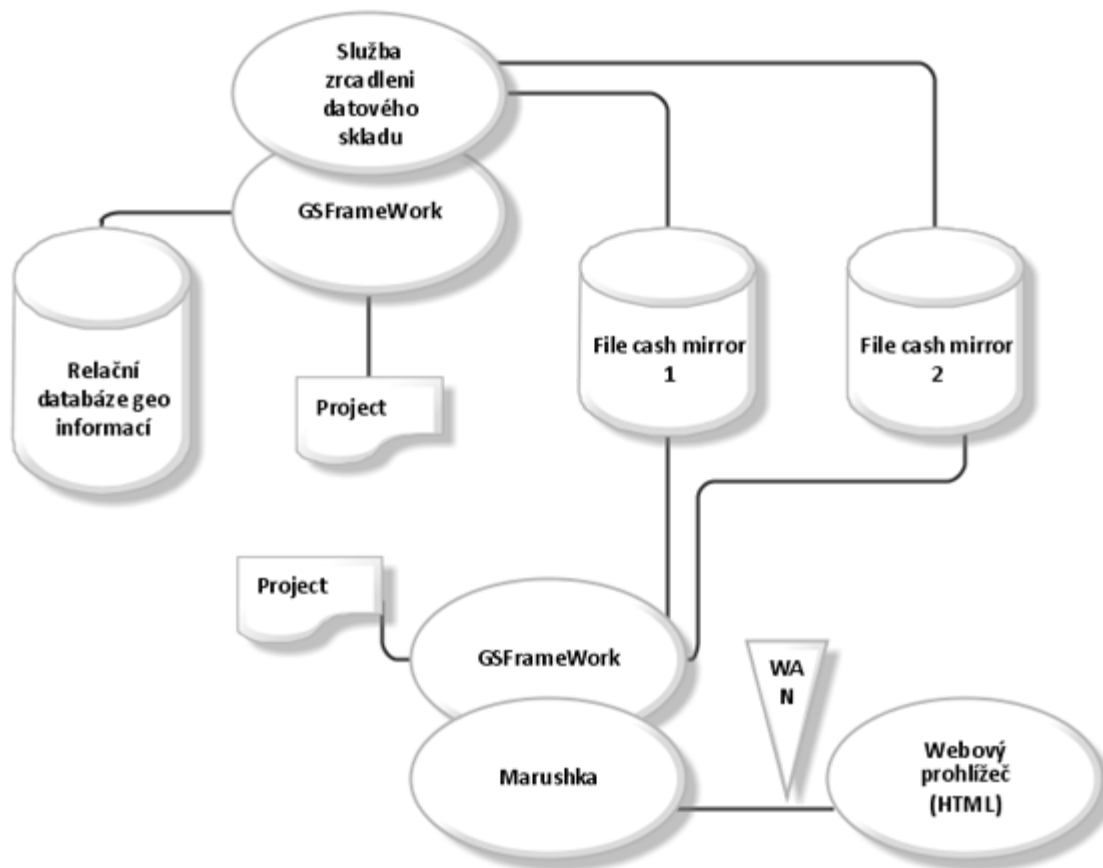 Služba
zrcadleni
datového
skladu
GSFrameWork
Relační
databáze geo
informací
Project
File cash mirror
1
File cash mirror
2
Project
GSFrameWork
Marushka
WA
N
Webový
prohlížeč
(HTML)